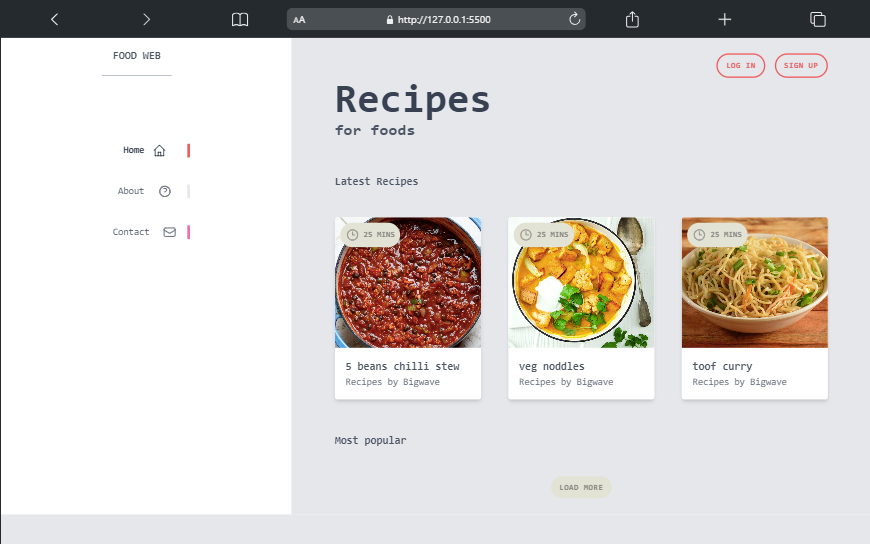 AA http://127.0.0.1:5500
FOOD WEB
LOG IN SIGN UP
Recipes
for foods
Home
About
Contact
Latest Recipes
25 MINS 25 MINS 25 MINS
5 beans chilli stew veg noddles toof curry
Recipes by Bigwave Recipes by Bigwave Recipes by Bigwave
Most popular
LOAD MORE